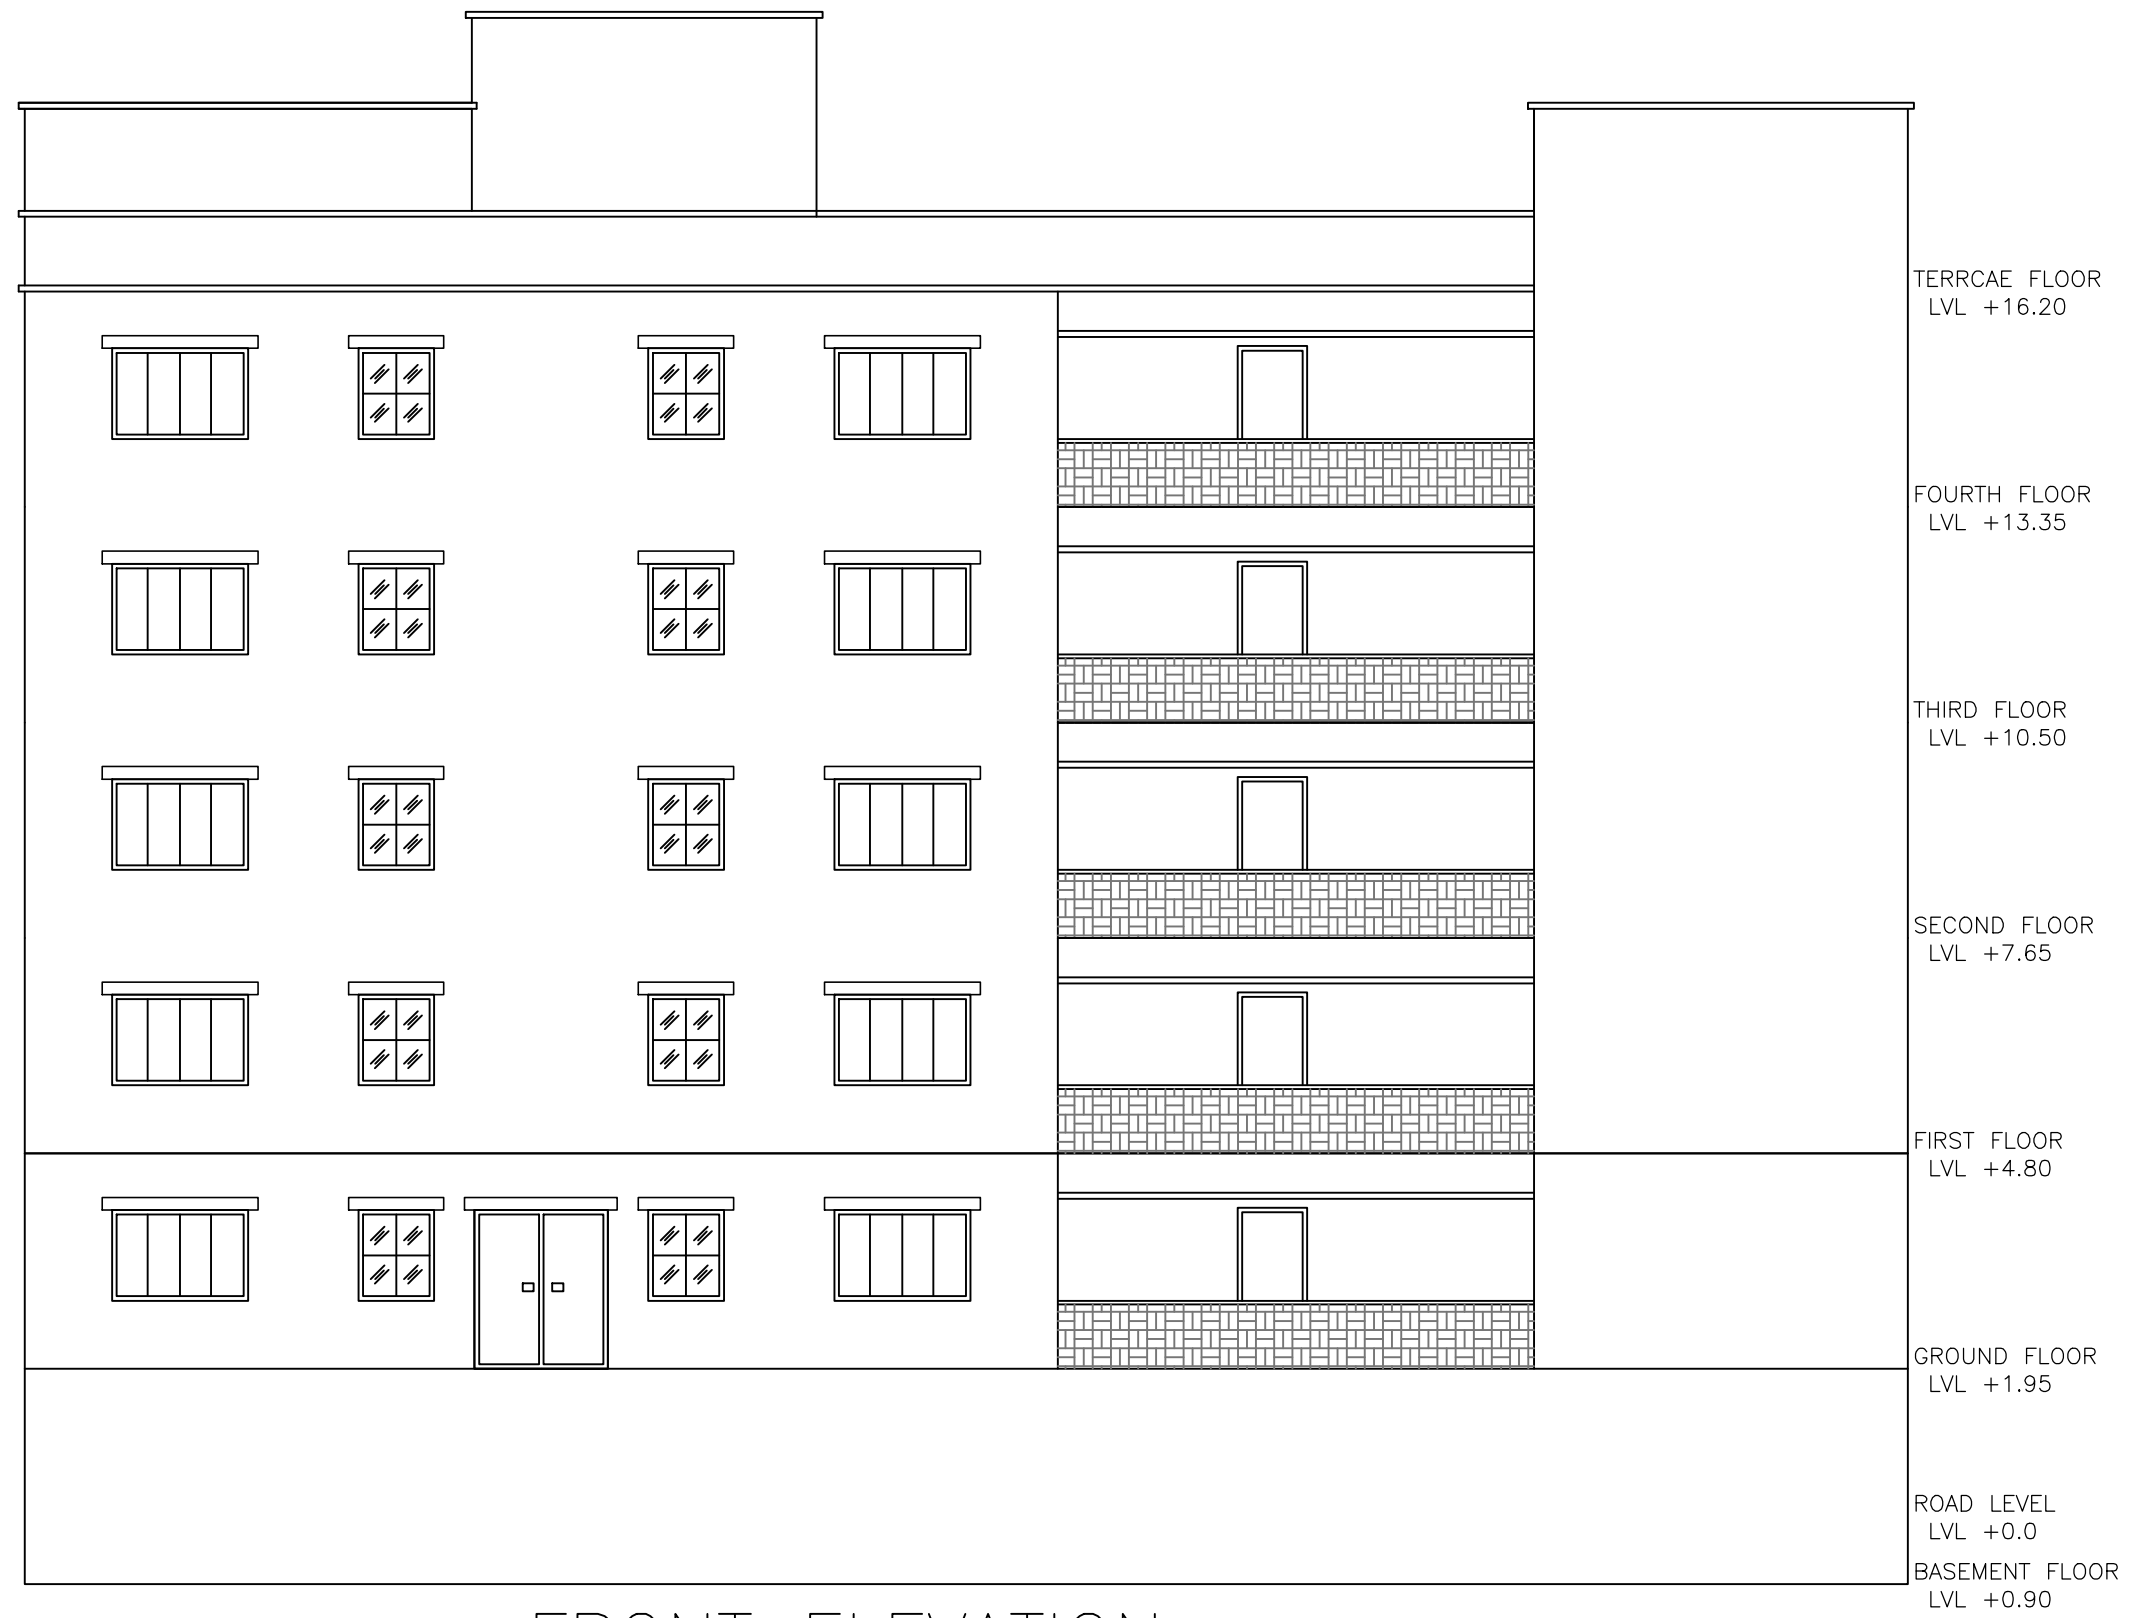 TERRCAE FLOOR
LVL +16.20
FOURTH FLOOR
LVL +13.35
THIRD FLOOR
LVL +10.50
SECOND FLOOR
LVL +7.65
FIRST FLOOR
LVL +4.80
GROUND FLOOR
LVL +1.95
ROAD LEVEL
LVL +0.0
BASEMENT FLOOR
LVL +0.90
FRONT ELEVATION